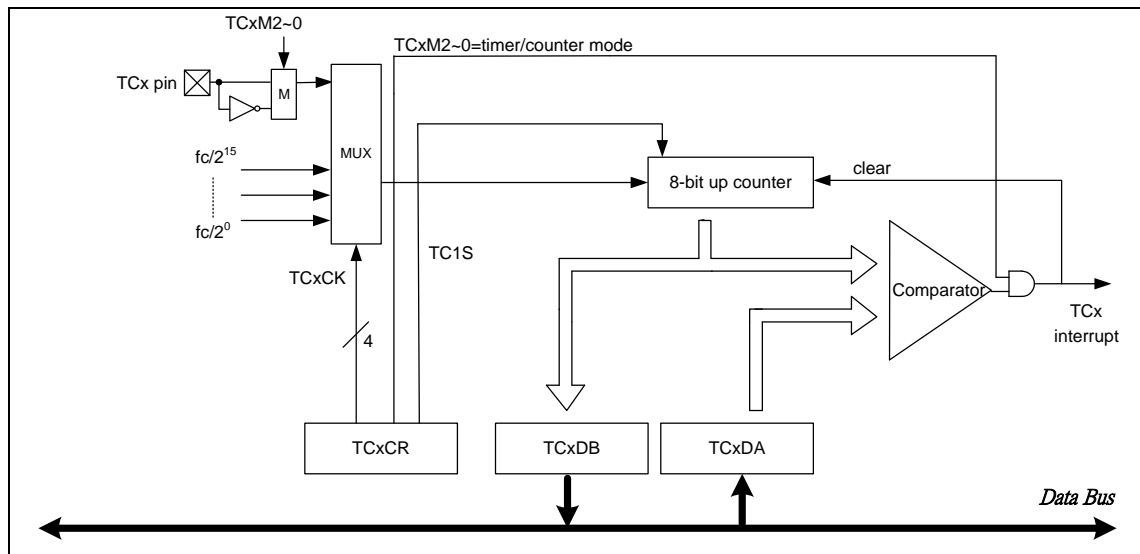 TCxM2~0
TCxM2~0=timer/counter mode
TCx pin
M
MUX
fc/2¹⁵
8-bit up counter
clear
fc/2⁰
TCxCK
TC1S
Comparator
TCx
interrupt
4
TCxCR
TCxDB
TCxDA
Data Bus